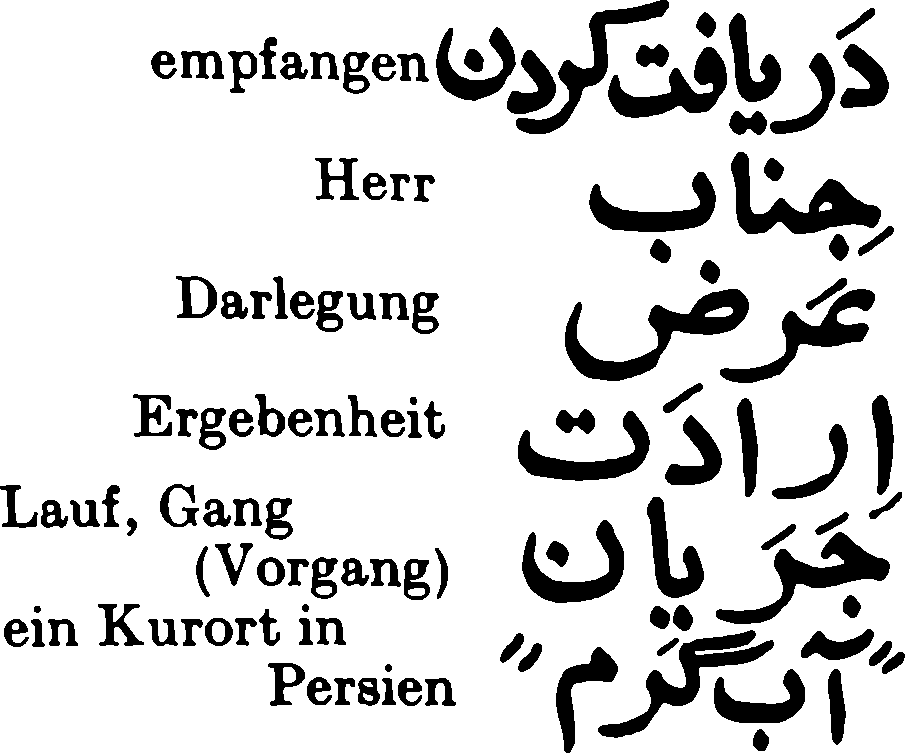 empfangen دَریافت کردن
Herr جِناب
Darlegung عَرض
Ergebenheit اِرادَت
Lauf, Gang
(Vorgang) جَرَیان
ein Kurort in
Persien "آب گَرم"